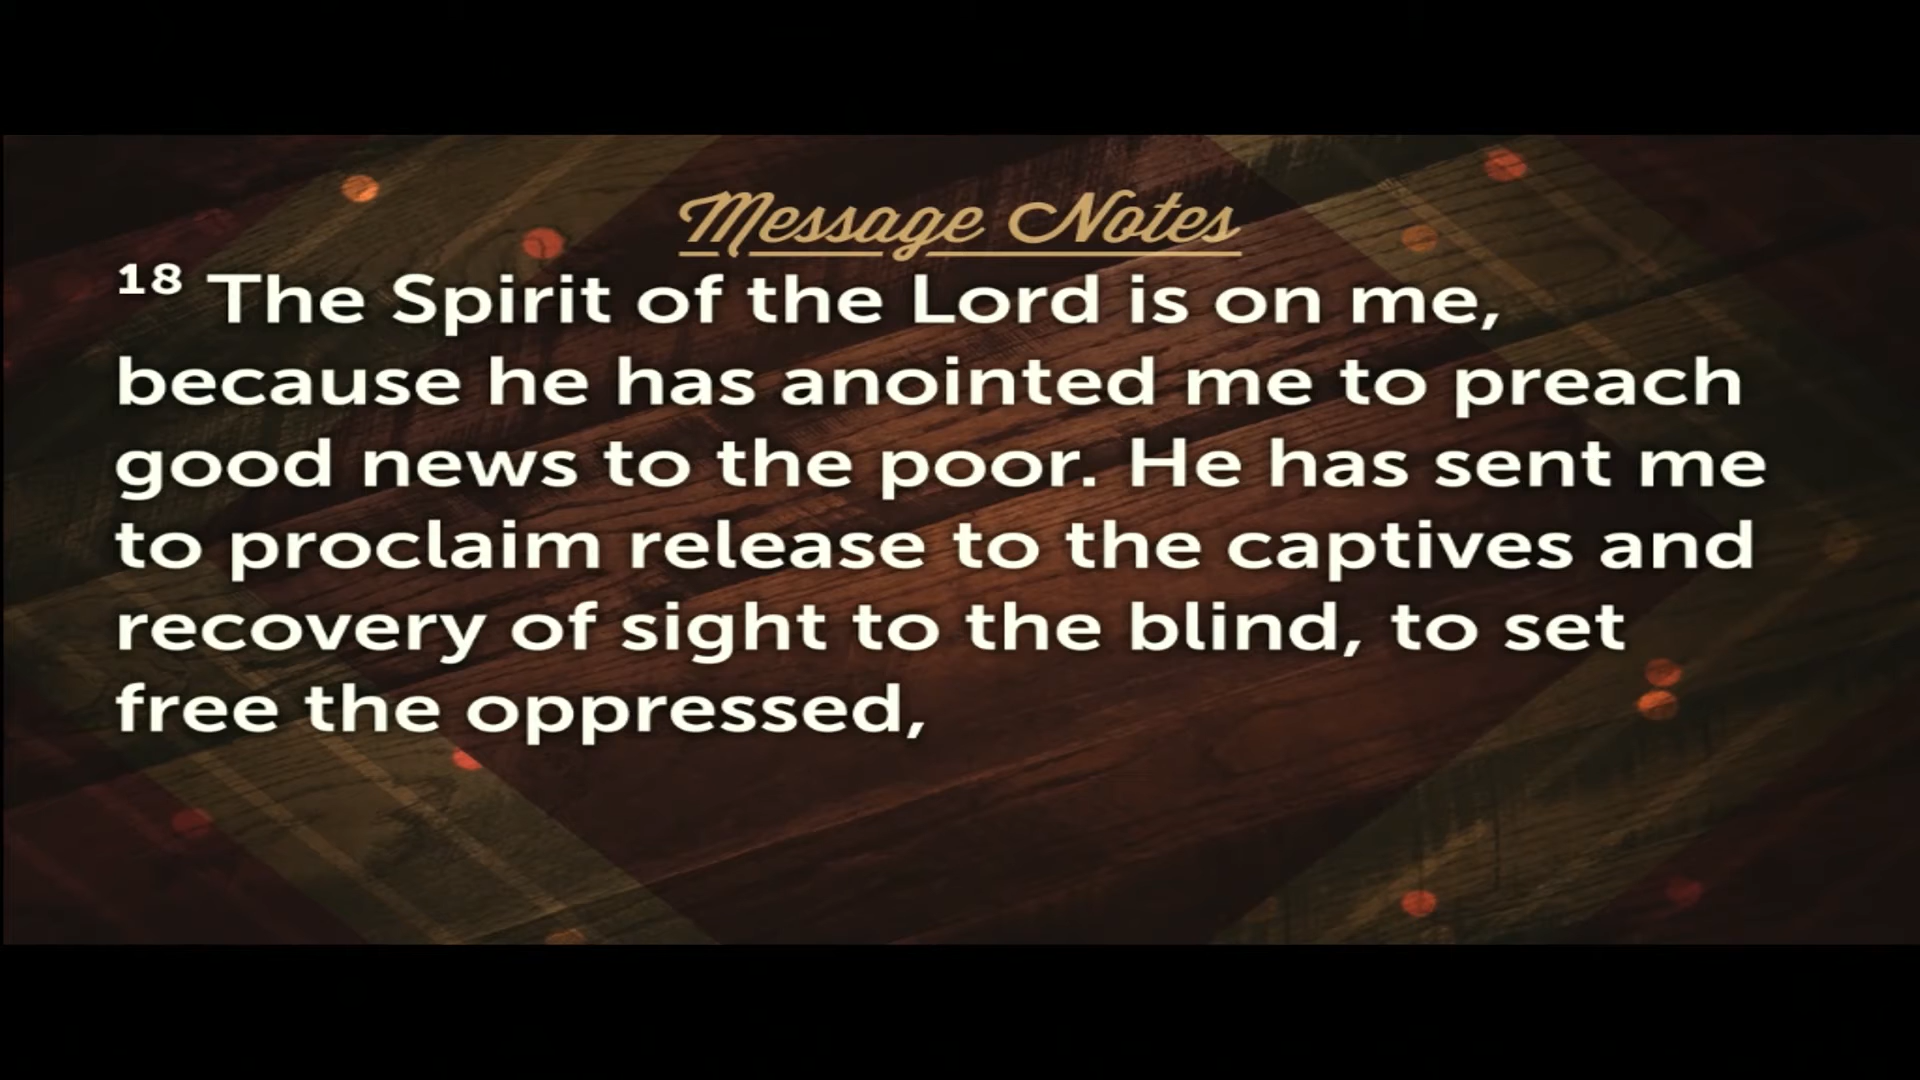 Message Notes
18 The Spirit of the Lord is on me,
because he has anointed me to preach
good news to the poor. He has sent me
to proclaim release to the captives and
recovery of sight to the blind, to set
free the oppressed,